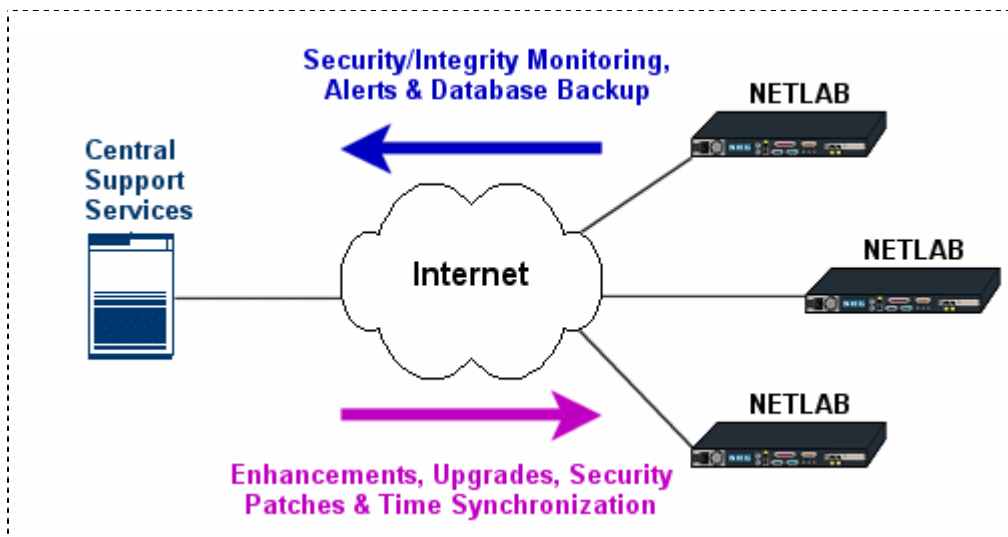 Security/Integrity Monitoring,
Alerts & Database Backup
NETLAB
Central
Support
Services
NETLAB
Internet
NETLAB
Enhancements, Upgrades, Security
Patches & Time Synchronization